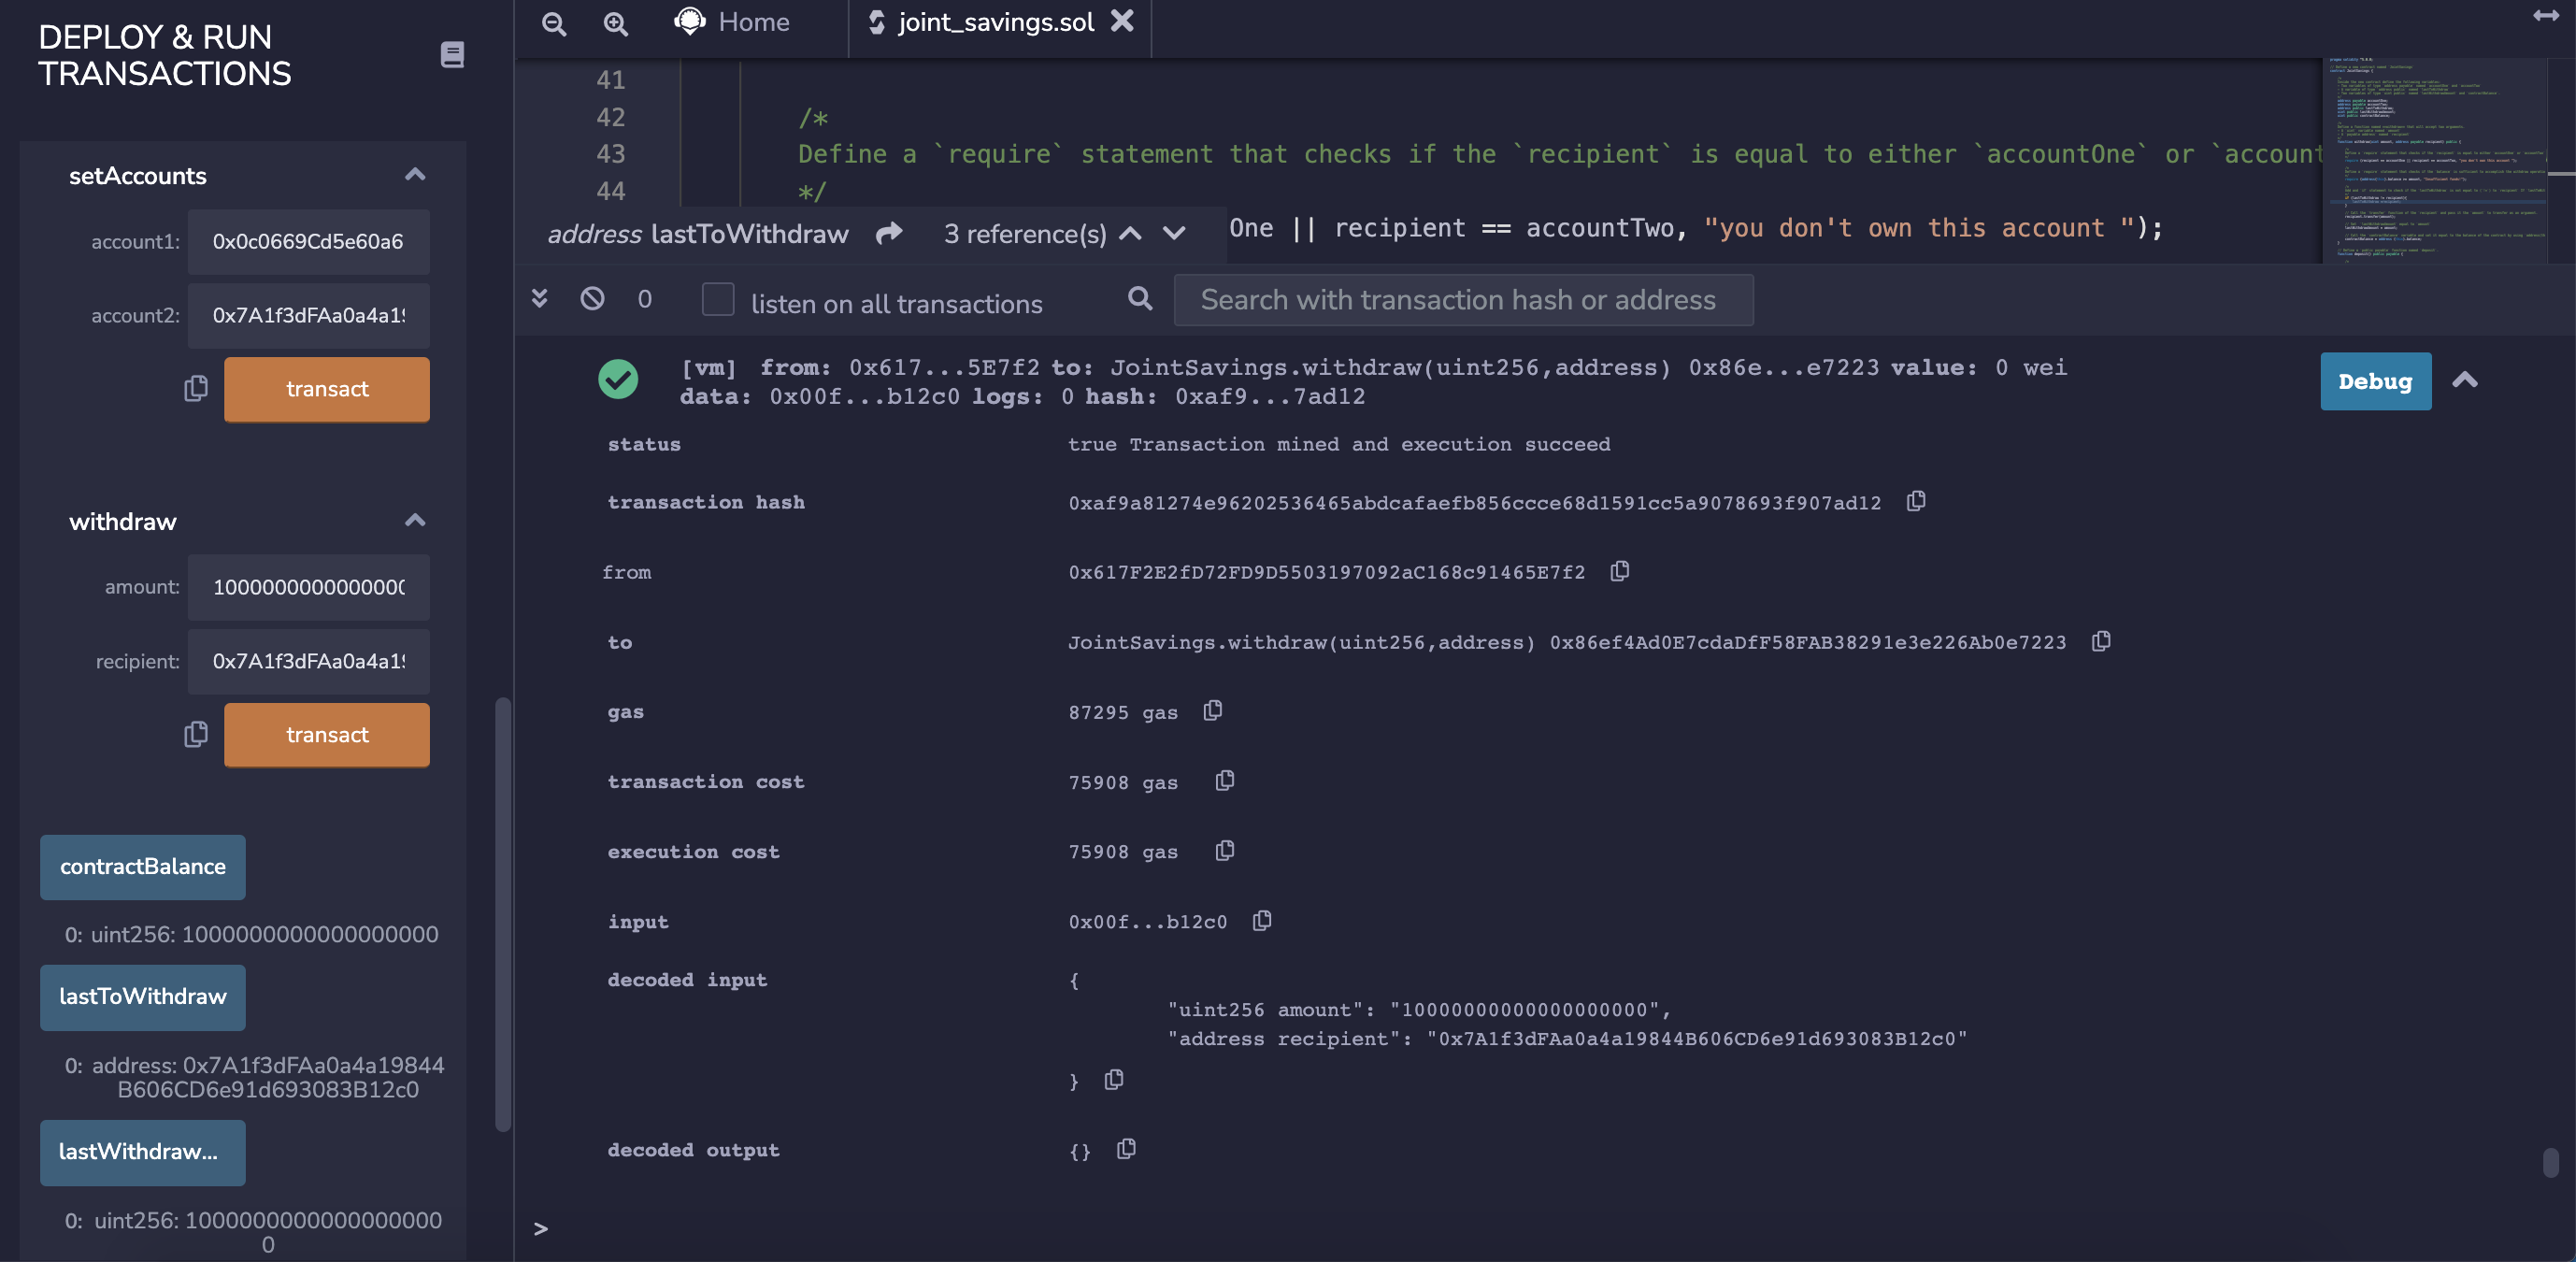 DEPLOY & RUN
TRANSACTIONS
setAccounts
account1: 0x0c0669Cd5e60a6
account2: 0x7A1f3dFAa0a4a19
transact
withdraw
amount: 1000000000000000
recipient: 0x7A1f3dFAa0a4a19
transact
contractBalance
0: uint256: 1000000000000000000
lastToWithdraw
0: address: 0x7A1f3dFAa0a4a19844
B606CD6e91d693083B12c0
lastWithdraw...
0: uint256: 1000000000000000000
0
Home
joint_savings.sol
41
42 /*
43 Define a `require` statement that checks if the `recipient` is equal to either `accountOne` or `account
44 */
address lastToWithdraw 3 reference(s) One || recipient == accountTwo, "you don't own this account ");
0 listen on all transactions Search with transaction hash or address
[vm] from: 0x617...5E7f2 to: JointSavings.withdraw(uint256,address) 0x86e...e7223 value: 0 wei
data: 0x00f...b12c0 logs: 0 hash: 0xaf9...7ad12
Debug
status true Transaction mined and execution succeed
transaction hash 0xaf9a81274e96202536465abdcafaefb856ccce68d1591cc5a9078693f907ad12
from 0x617F2E2fD72FD9D5503197092aC168c91465E7f2
to JointSavings.withdraw(uint256,address) 0x86ef4Ad0E7cdaDfF58FAB38291e3e226Ab0e7223
gas 87295 gas
transaction cost 75908 gas
execution cost 75908 gas
input 0x00f...b12c0
decoded input {
"uint256 amount": "10000000000000000000",
"address recipient": "0x7A1f3dFAa0a4a19844B606CD6e91d693083B12c0"
}
decoded output {}
>